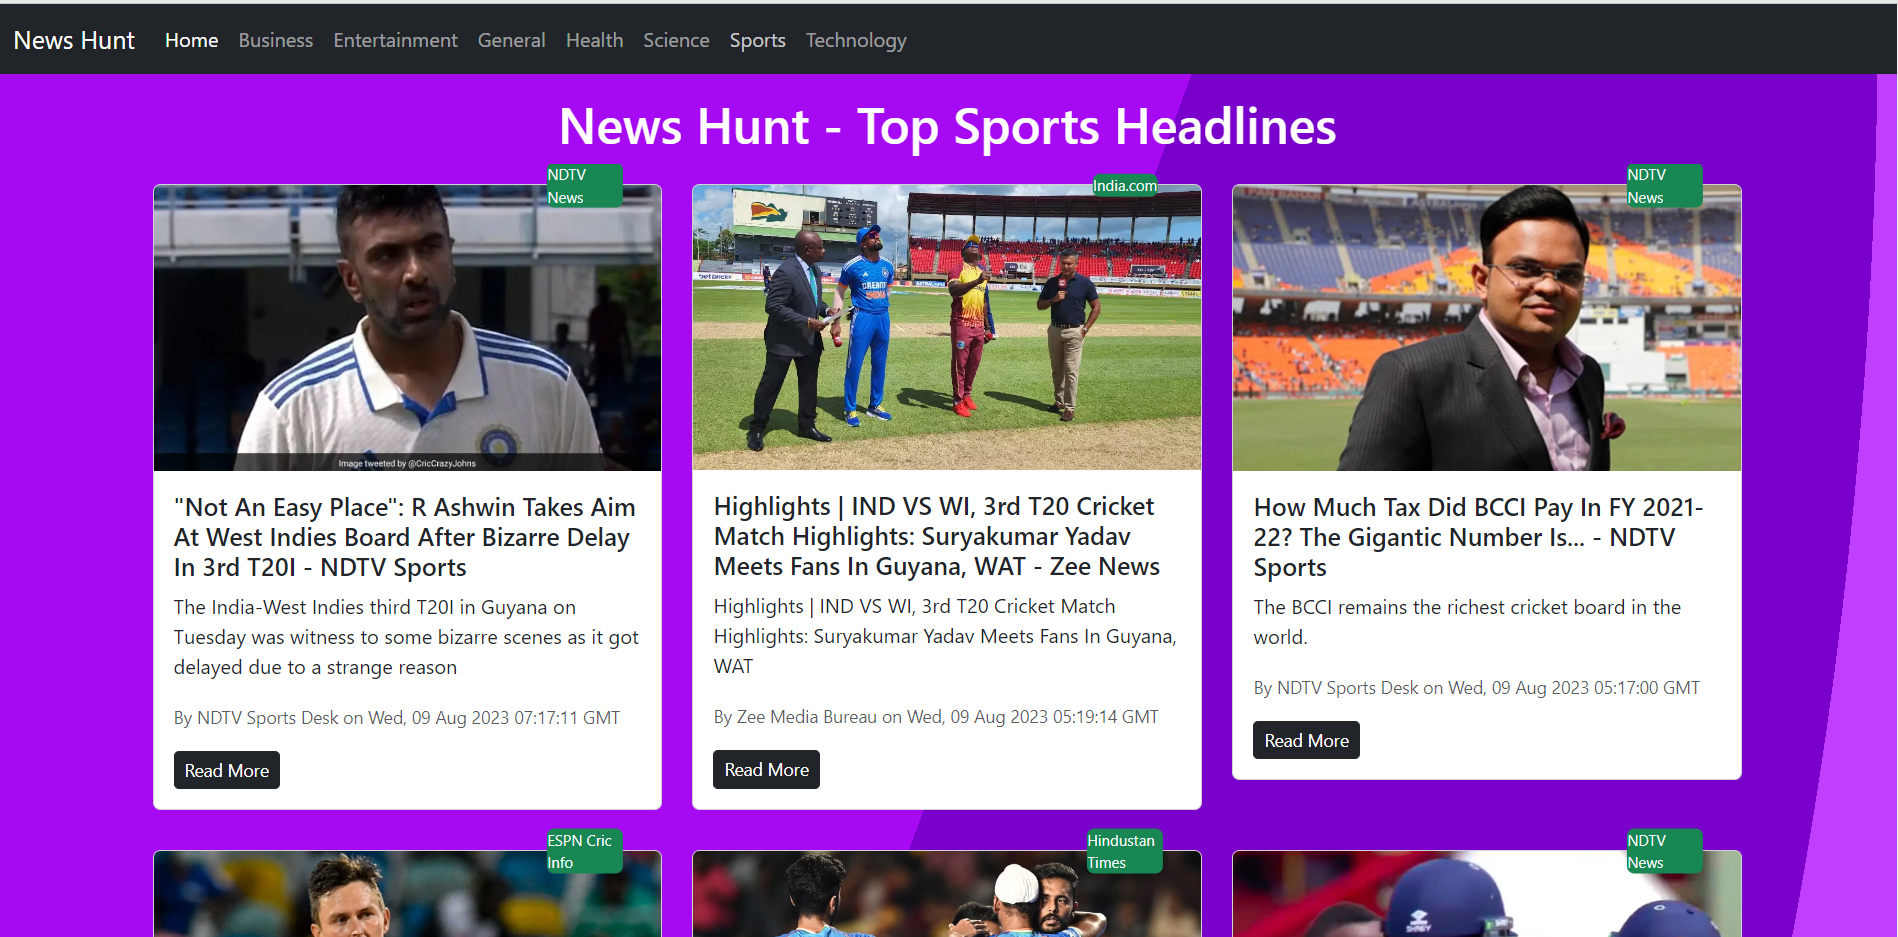 News Hunt Home Business Entertainment General Health Science Sports Technology
News Hunt - Top Sports Headlines
NDTV
News
Image tweeted by @CricCrazyJohns
"Not An Easy Place": R Ashwin Takes Aim
At West Indies Board After Bizarre Delay
In 3rd T20I - NDTV Sports
The India-West Indies third T20I in Guyana on
Tuesday was witness to some bizarre scenes as it got
delayed due to a strange reason
By NDTV Sports Desk on Wed, 09 Aug 2023 07:17:11 GMT
Read More
India.com
bet barter
DREAM11
INDIA
Highlights | IND VS WI, 3rd T20 Cricket
Match Highlights: Suryakumar Yadav
Meets Fans In Guyana, WAT - Zee News
Highlights | IND VS WI, 3rd T20 Cricket Match
Highlights: Suryakumar Yadav Meets Fans In Guyana,
WAT
By Zee Media Bureau on Wed, 09 Aug 2023 05:19:14 GMT
Read More
NDTV
News
How Much Tax Did BCCI Pay In FY 2021-
22? The Gigantic Number Is... - NDTV
Sports
The BCCI remains the richest cricket board in the
world.
By NDTV Sports Desk on Wed, 09 Aug 2023 05:17:00 GMT
Read More
ESPN Cric
Info
Hindustan
Times
NDTV
News
SHREY